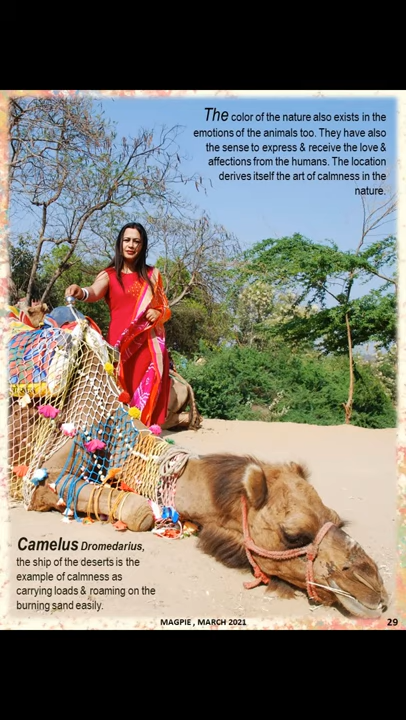 The color of the nature also exists in the
emotions of the animals too. They have also
the sense to express & receive the love &
affections from the humans. The location
derives itself the art of calmness in the
nature.
Camelus Dromedarius,
the ship of the deserts is the
example of calmness as
carrying loads & roaming on the
burning sand easily.
MAGPIE , MARCH 2021
29